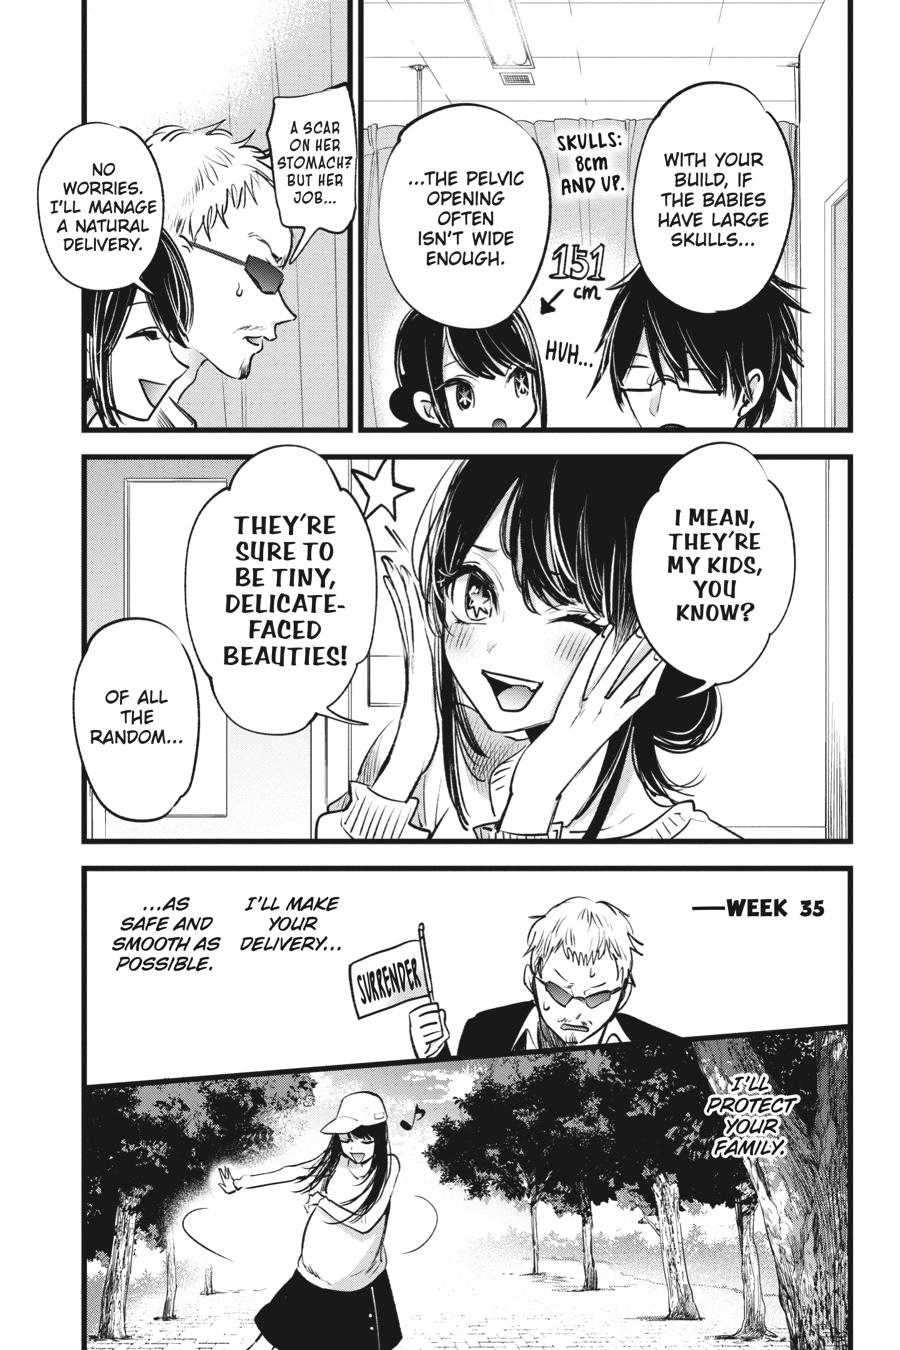 WITH YOUR
BUILD, IF
THE BABIES
HAVE LARGE
SKULLS...
SKULLS:
8cm
AND UP.
...THE PELVIC
OPENING
OFTEN
ISN'T WIDE
ENOUGH.
151
cm
HUH...
A SCAR
ON HER
STOMACH?
BUT HER
JOB...
NO
WORRIES.
I'LL MANAGE
A NATURAL
DELIVERY.
I MEAN,
THEY'RE
MY KIDS,
YOU
KNOW?
THEY'RE
SURE TO
BE TINY,
DELICATE-
FACED
BEAUTIES!
OF ALL
THE
RANDOM...
—WEEK 35
SURRENDER
I'LL MAKE
YOUR
DELIVERY...
...AS
SAFE AND
SMOOTH AS
POSSIBLE.
I'LL
PROTECT
YOUR
FAMILY.